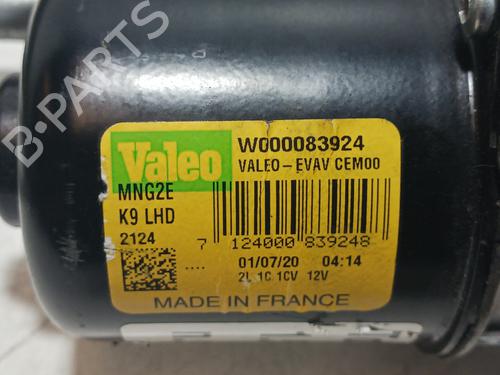 B-PARTS
Valeo
W000083924
VALEO-EVAV CEM00
MNG2E
K9 LHD
2124
7 124000 839248
....
01/07/20 04:14
2L 1C 1CV 12V
MADE IN FRANCE